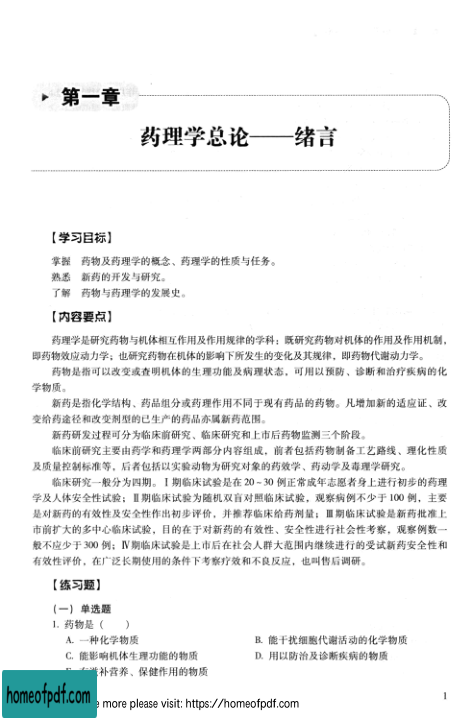 第一章
药理学总论——绪言
【学习目标】
掌握 药物及药理学的概念、药理学的性质与任务。
熟悉 新药的开发与研究。
了解 药物与药理学的发展史。
【内容要点】
药理学是研究药物与机体相互作用及作用规律的学科：既研究药物对机体的作用及作用机制，
即药物效应动力学；也研究药物在机体的影响下所发生的变化及其规律，即药物代谢动力学。
药物是指可以改变或查明机体的生理功能及病理状态，可用以预防、诊断和治疗疾病的化
学物质。
新药是指化学结构、药品组分或药理作用不同于现有药品的药物。凡增加新的适应证、改
变给药途径和改变剂型的已生产的药品亦属新药范围。
新药研发过程可分为临床前研究、临床研究和上市后药物监测三个阶段。
临床前研究主要由药学和药理学两部分内容组成，前者包括药物制备工艺路线、理化性质
及质量控制标准等，后者包括以实验动物为研究对象的药效学、药动学及毒理学研究。
临床研究一般分为四期。Ⅰ期临床试验是在20～30例正常成年志愿者身上进行初步的药理
学及人体安全性试验；Ⅱ期临床试验为随机双盲对照临床试验，观察病例不少于100例，主要
是对新药的有效性及安全性作出初步评价，并推荐临床给药剂量；Ⅲ期临床试验是新药批准上
市前扩大的多中心临床试验，目的在于对新药的有效性、安全性进行社会性考察，观察例数一
般不应少于300例；Ⅳ期临床试验是上市后在社会人群大范围内继续进行的受试新药安全性和
有效性评价，在广泛长期使用的条件下考察疗效和不良反应，也叫售后调研。
【练习题】
（一）单选题
1. 药物是（ ）
A. 一种化学物质 B. 能干扰细胞代谢活动的化学物质
C. 能影响机体生理功能的物质 D. 用以防治及诊断疾病的物质
补营养、保健作用的物质
1
homeofpdf.com
e more please visit: https://homeofpdf.com